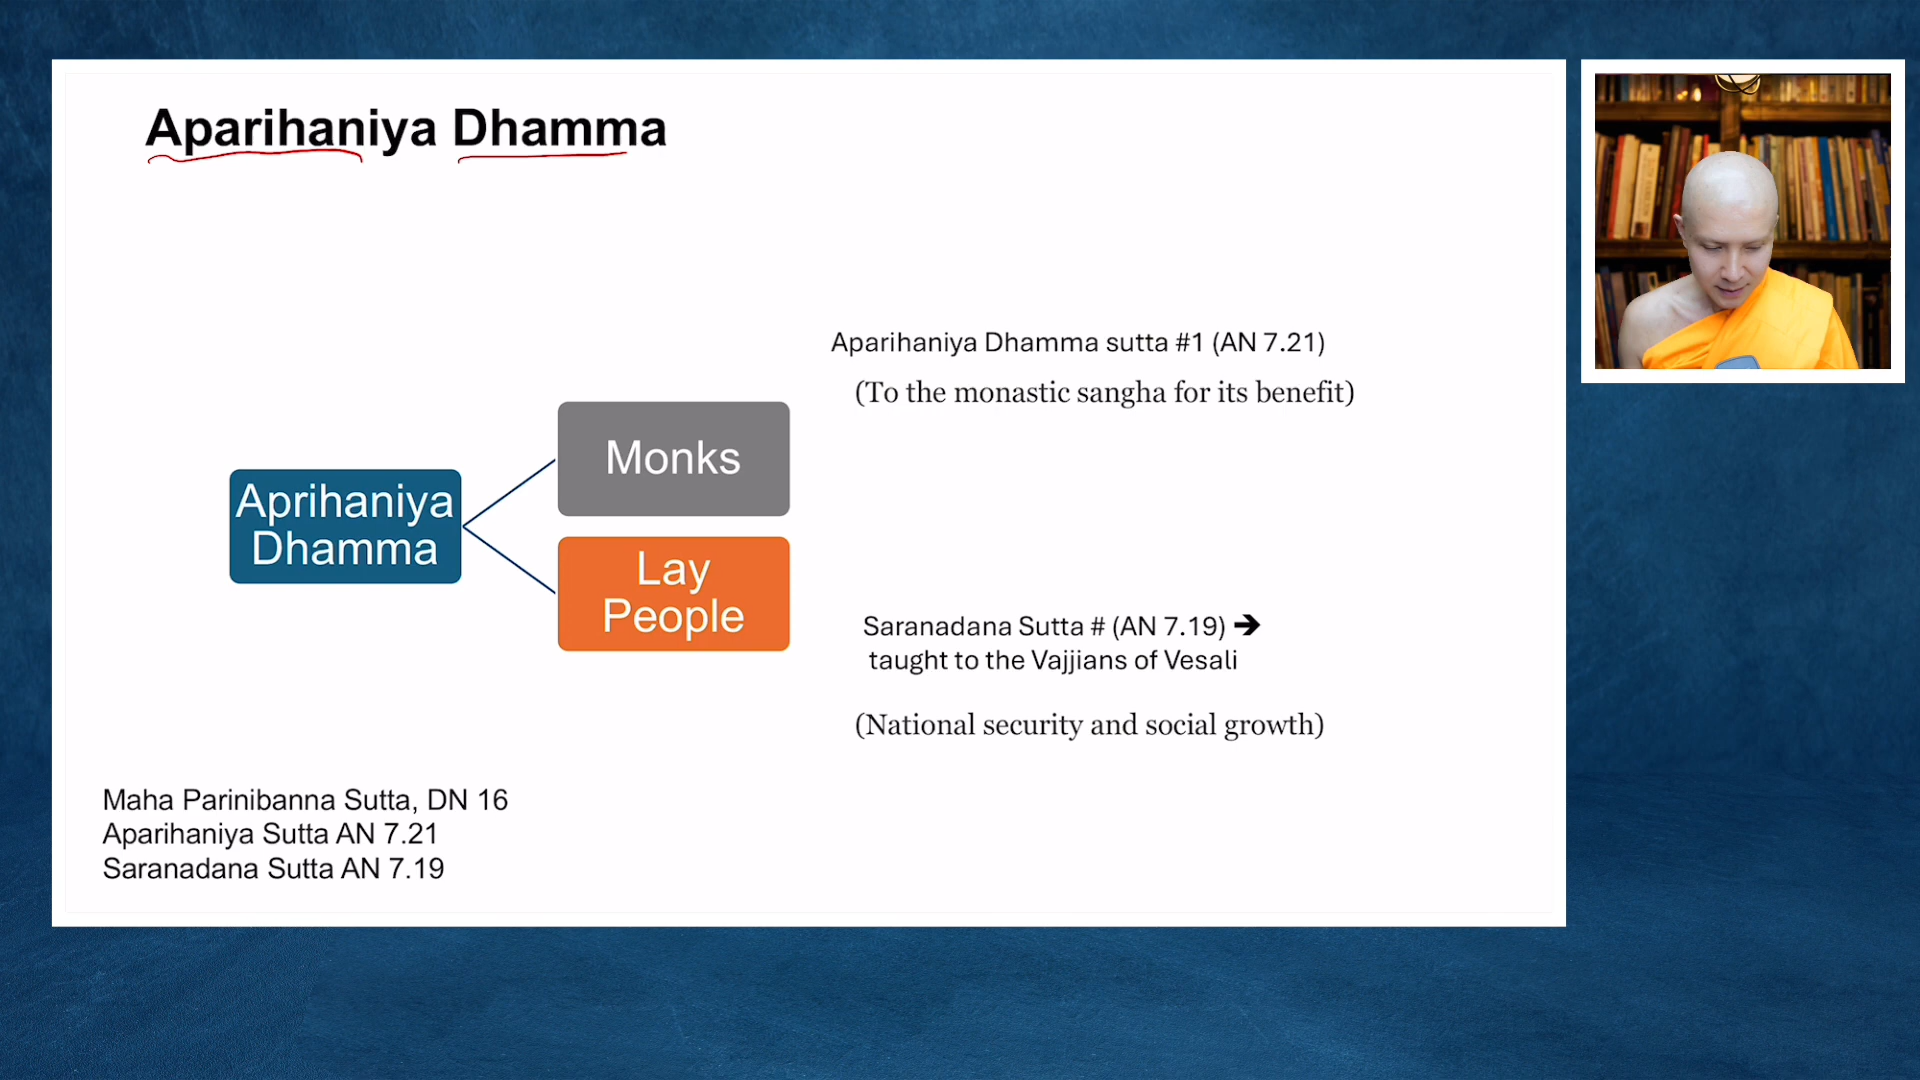 Aparihaniya Dhamma
Aparihaniya Dhamma sutta #1 (AN 7.21)
(To the monastic sangha for its benefit)
Monks
Aprihaniya
Dhamma
Lay
People
Saranadana Sutta # (AN 7.19) ➔
taught to the Vajjians of Vesali
(National security and social growth)
Maha Parinibanna Sutta, DN 16
Aparihaniya Sutta AN 7.21
Saranadana Sutta AN 7.19